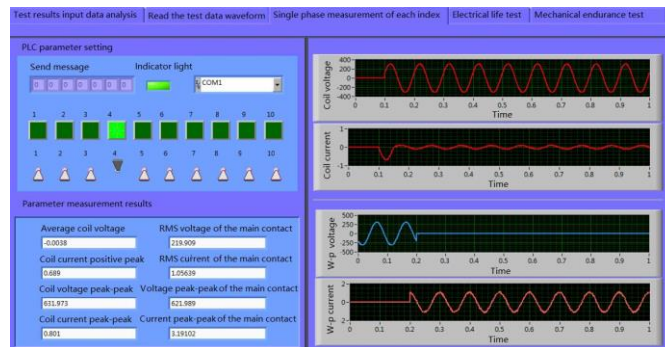 Test results input data analysis Read the test data waveform Single phase measurement of each index Electrical life test Mechanical endurance test
PLC parameter setting
Send message Indicator light
0 0 0 0 0 0 0 COM1
1 2 3 4 5 6 7 8 9 10
1 2 3 4 5 6 7 8 9 10
Parameter measurement results
Average coil voltage RMS voltage of the main contact
-0.0038 219.909
Coil current positive peak RMS current of the main contact
0.689 1.05639
Coil voltage peak-peak Voltage peak-peak of the main contact
631.973 621.989
Coil current peak-peak Current peak-peak of the main contact
0.801 3.19102
Coil voltage
400
200
0
-200
-400
0 0.1 0.2 0.3 0.4 0.5 0.6 0.7 0.8 0.9 1
Time
Coil current
1
0
-1
0 0.1 0.2 0.3 0.4 0.5 0.6 0.7 0.8 0.9 1
Time
W-p voltage
500
250
0
-250
-500
0 0.1 0.2 0.3 0.4 0.5 0.6 0.7 0.8 0.9 1
Time
W-p current
2
0
2
0 0.1 0.2 0.3 0.4 0.5 0.6 0.7 0.8 0.9 1
Time